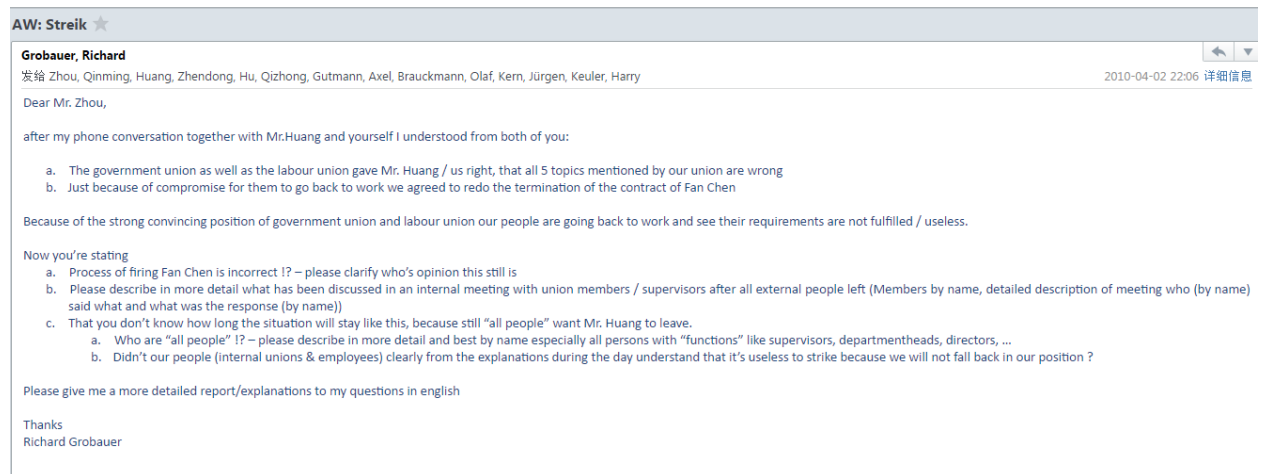 AW: Streik
Grobauer, Richard
发给 Zhou, Qinming, Huang, Zhendong, Hu, Qizhong, Gutmann, Axel, Brauckmann, Olaf, Kern, Jürgen, Keuler, Harry
2010-04-02 22:06 详细信息
Dear Mr. Zhou,
after my phone conversation together with Mr.Huang and yourself I understood from both of you:
a. The government union as well as the labour union gave Mr. Huang / us right, that all 5 topics mentioned by our union are wrong
b. Just because of compromise for them to go back to work we agreed to redo the termination of the contract of Fan Chen
Because of the strong convincing position of government union and labour union our people are going back to work and see their requirements are not fulfilled / useless.
Now you're stating
a. Process of firing Fan Chen is incorrect !? – please clarify who's opinion this still is
b. Please describe in more detail what has been discussed in an internal meeting with union members / supervisors after all external people left (Members by name, detailed description of meeting who (by name)
said what and what was the response (by name))
c. That you don't know how long the situation will stay like this, because still "all people" want Mr. Huang to leave.
a. Who are "all people" !? – please describe in more detail and best by name especially all persons with "functions" like supervisors, departmentheads, directors, ...
b. Didn't our people (internal unions & employees) clearly from the explanations during the day understand that it's useless to strike because we will not fall back in our position ?
Please give me a more detailed report/explanations to my questions in english
Thanks
Richard Grobauer